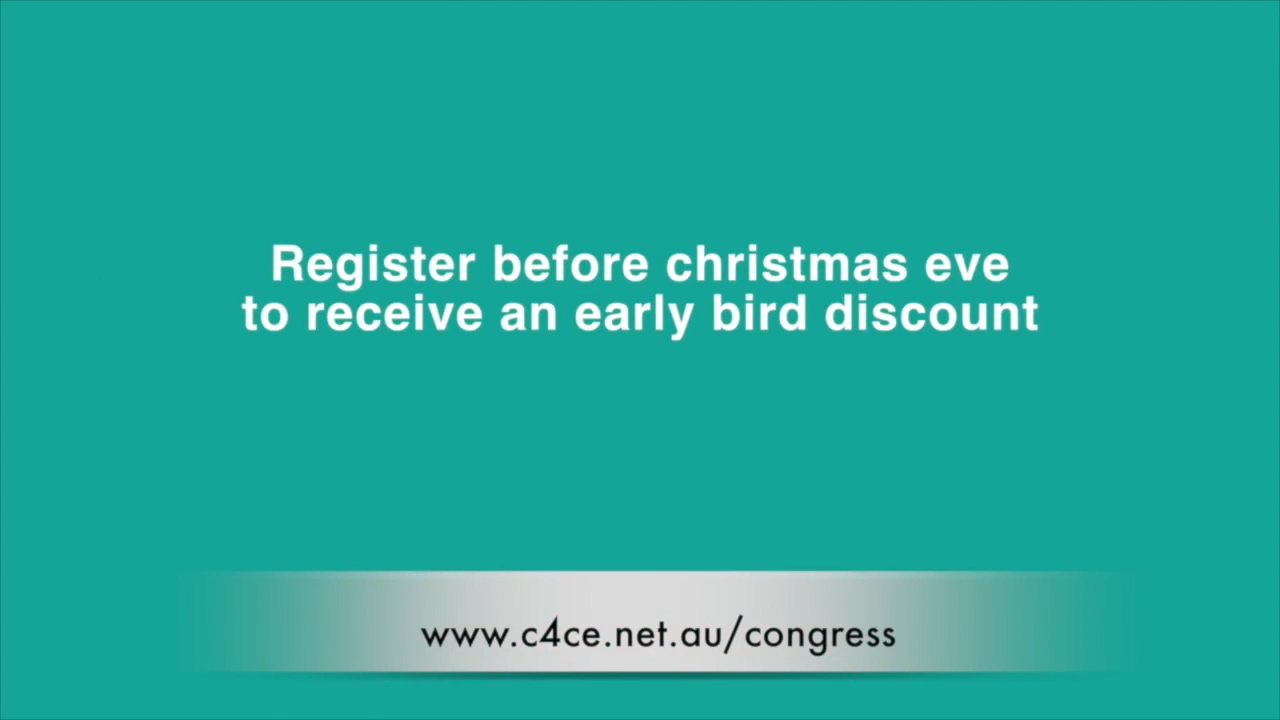 Register before christmas eve
to receive an early bird discount
www.c4ce.net.au/congress